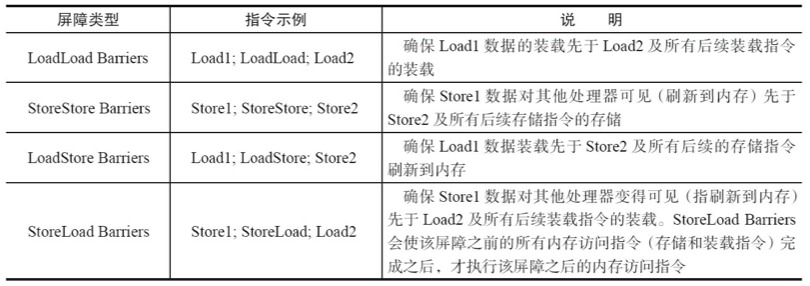 屏障类型 指令示例 说 明
LoadLoad Barriers Load1; LoadLoad; Load2 确保 Load1 数据的装载先于 Load2 及所有后续装载指令
的装载
StoreStore Barriers Store1; StoreStore; Store2 确保 Store1 数据对其他处理器可见（刷新到内存）先于
Store2 及所有后续存储指令的存储
LoadStore Barriers Load1; LoadStore; Store2 确保 Load1 数据装载先于 Store2 及所有后续的存储指令
刷新到内存
StoreLoad Barriers Store1; StoreLoad; Load2 确保 Store1 数据对其他处理器变得可见（指刷新到内存）
先于 Load2 及所有后续装载指令的装载。StoreLoad Barriers
会使该屏障之前的所有内存访问指令（存储和装载指令）完
成之后，才执行该屏障之后的内存访问指令